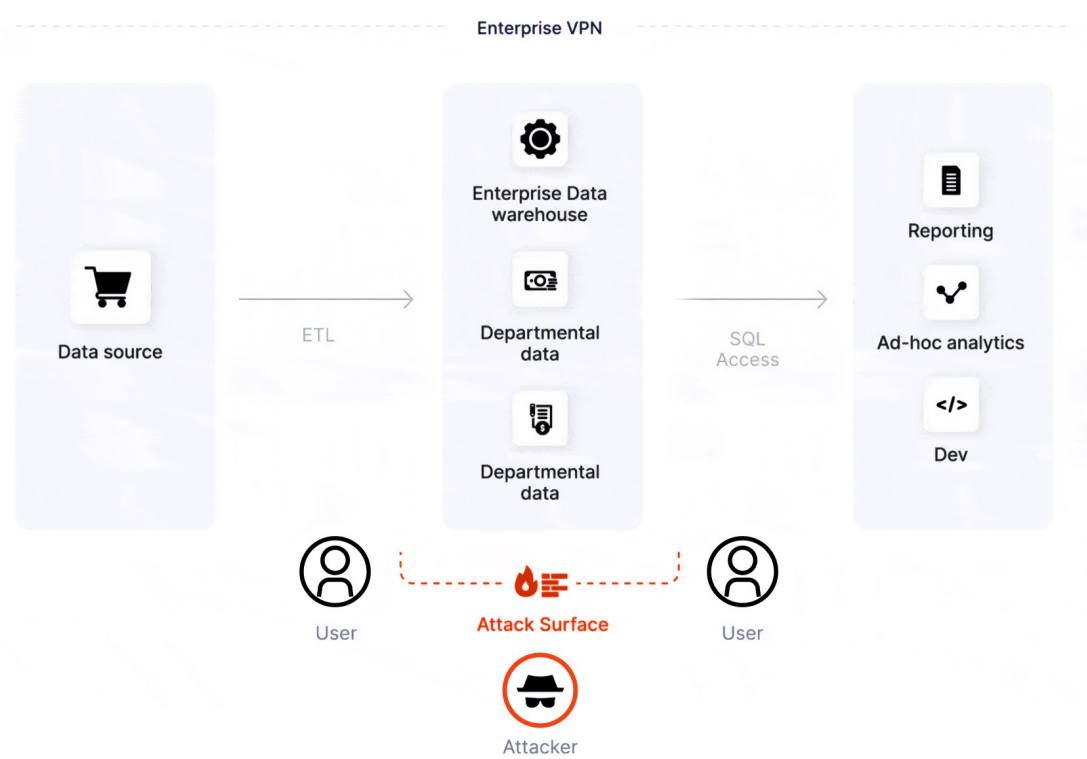 Enterprise VPN
Data source
ETL
Enterprise Data
warehouse
Departmental
data
Departmental
data
SQL
Access
Reporting
Ad-hoc analytics
</>
Dev
User
Attack Surface
User
Attacker